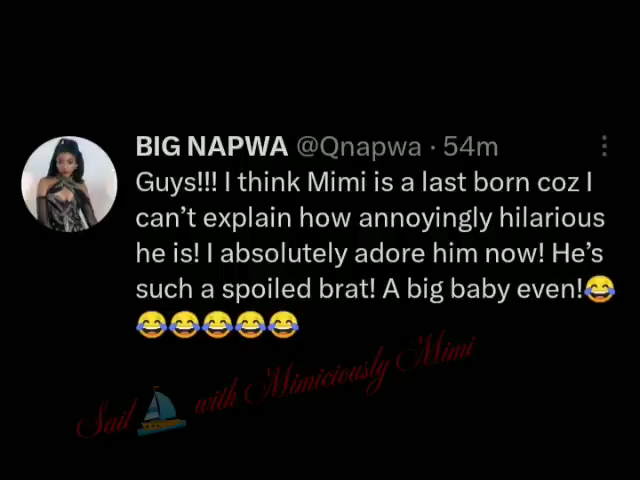 BIG NAPWA @Qnapwa · 54m
Guys!!! I think Mimi is a last born coz I
can't explain how annoyingly hilarious
he is! I absolutely adore him now! He's
such a spoiled brat! A big baby even!😂
😂😂😂😂😂
Sail ⛵ with Mimiciously Mimi